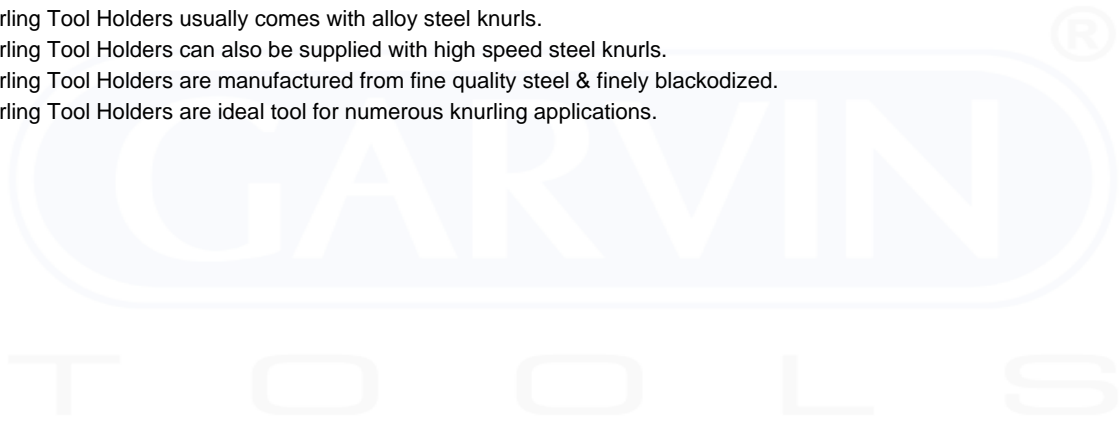 rling Tool Holders usually comes with alloy steel knurls.
rling Tool Holders can also be supplied with high speed steel knurls.
rling Tool Holders are manufactured from fine quality steel & finely blackodized.
rling Tool Holders are ideal tool for numerous knurling applications.
®
GARVIN
TOOLS